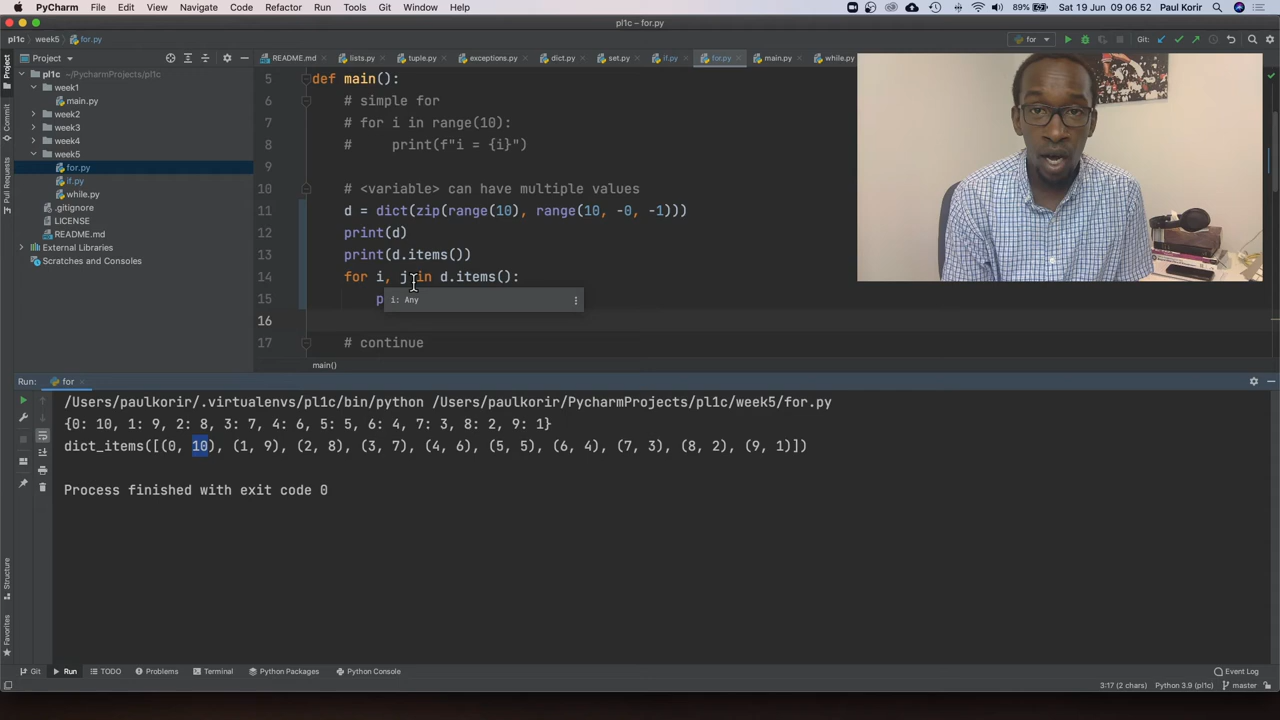 PyCharm File Edit View Navigate Code Refactor Run Tools Git Window Help 89% Sat 19 Jun 09 06 52 Paul Korir
pl1c – for.py
pl1c week5 for.py for Git:
Project README.md lists.py tuple.py exceptions.py dict.py set.py if.py for.py main.py while.py
pl1c ~/PycharmProjects/pl1c
week1
main.py
week2
week3
week4
week5
for.py
if.py
while.py
.gitignore
LICENSE
README.md
External Libraries
Scratches and Consoles
Project
Commit
Pull Requests
5 def main():
6 # simple for
7 # for i in range(10):
8 #     print(f"i = {i}")
9
10 # <variable> can have multiple values
11 d = dict(zip(range(10), range(10, -0, -1)))
12 print(d)
13 print(d.items())
14 for i, j in d.items():
15 p
i: Any
16
17 # continue
main()
Run: for
/Users/paulkorir/.virtualenvs/pl1c/bin/python /Users/paulkorir/PycharmProjects/pl1c/week5/for.py
{0: 10, 1: 9, 2: 8, 3: 7, 4: 6, 5: 5, 6: 4, 7: 3, 8: 2, 9: 1}
dict_items([(0, 10), (1, 9), (2, 8), (3, 7), (4, 6), (5, 5), (6, 4), (7, 3), (8, 2), (9, 1)])
Process finished with exit code 0
Structure
Favorites
Git Run TODO Problems Terminal Python Packages Python Console Event Log
3:17 (2 chars) Python 3.9 (pl1c) master